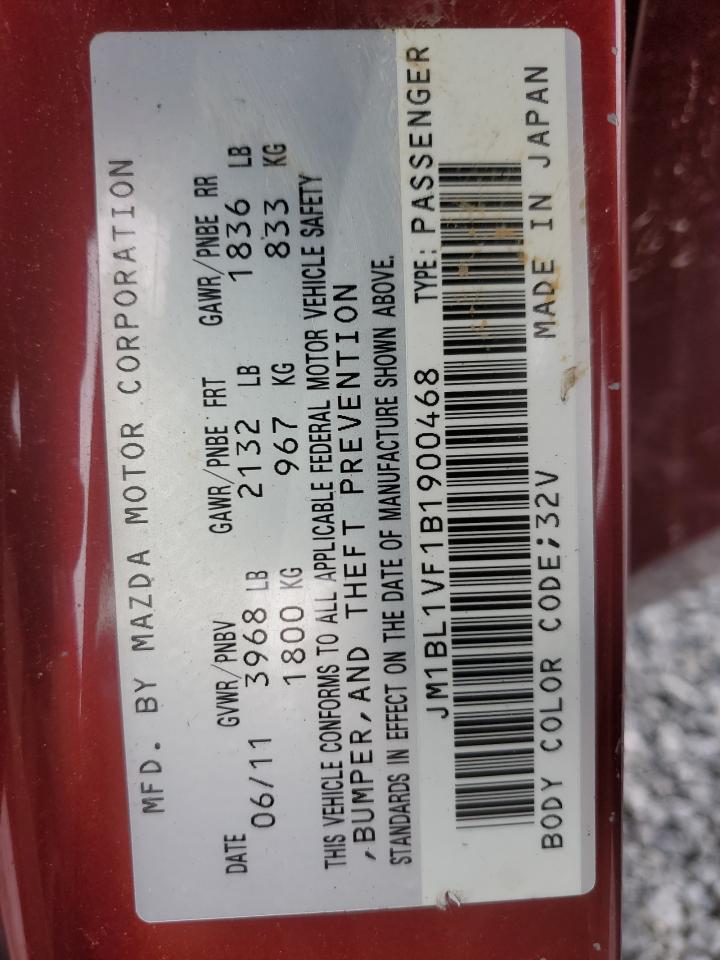 MFD. BY MAZDA MOTOR CORPORATION
DATE GVWR/PNBV GAWR/PNBE FRT GAWR/PNBE RR
06/11 3968 LB 2132 LB 1836 LB
1800 KG 967 KG 833 KG
THIS VEHICLE CONFORMS TO ALL APPLICABLE FEDERAL MOTOR VEHICLE SAFETY
,BUMPER,AND THEFT PREVENTION
STANDARDS IN EFFECT ON THE DATE OF MANUFACTURE SHOWN ABOVE.
JM1BL1VF1B1900468 TYPE: PASSENGER
BODY COLOR CODE;32V MADE IN JAPAN